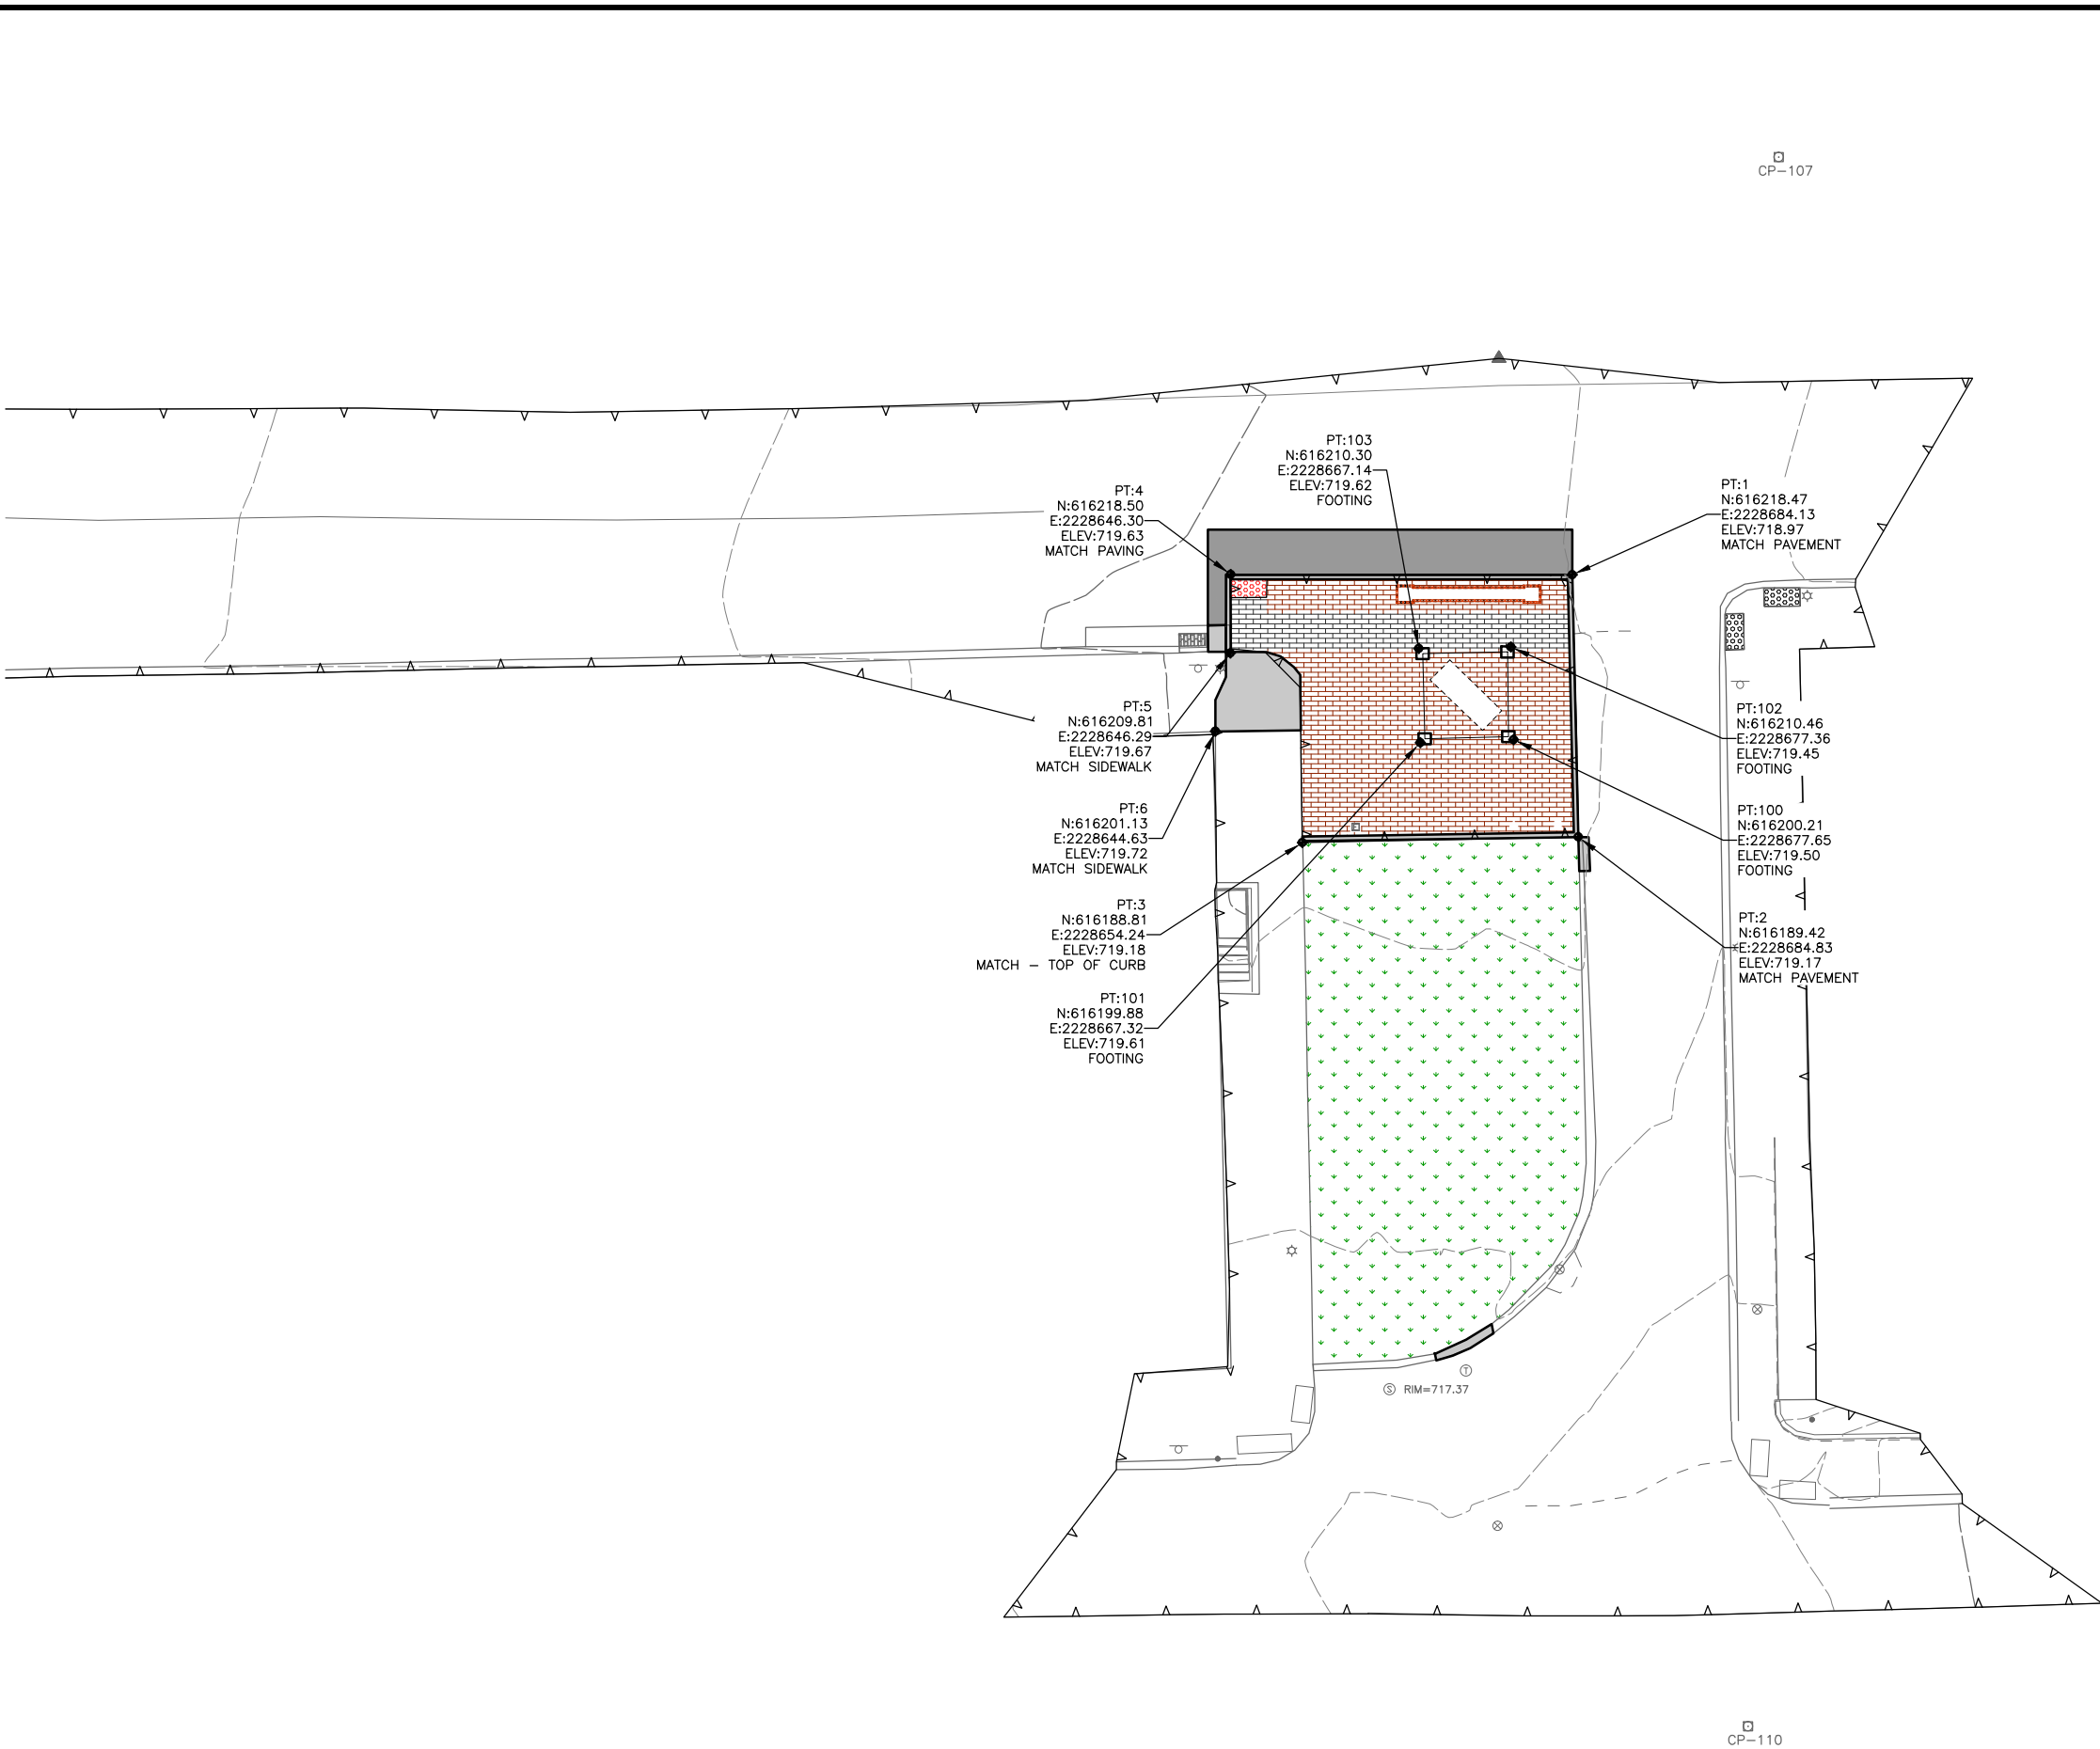 CP-107
PT:103
N:616210.30
E:2228667.14
ELEV:719.62
FOOTING
PT:4
N:616218.50
E:2228646.30
ELEV:719.63
MATCH PAVING
PT:1
N:616218.47
E:2228684.13
ELEV:718.97
MATCH PAVEMENT
PT:5
N:616209.81
E:2228646.29
ELEV:719.67
MATCH SIDEWALK
PT:102
N:616210.46
E:2228677.36
ELEV:719.45
FOOTING
PT:6
N:616201.13
E:2228644.63
ELEV:719.72
MATCH SIDEWALK
PT:100
N:616200.21
E:2228677.65
ELEV:719.50
FOOTING
PT:3
N:616188.81
E:2228654.24
ELEV:719.18
MATCH – TOP OF CURB
PT:2
N:616189.42
E:2228684.83
ELEV:719.17
MATCH PAVEMENT
PT:101
N:616199.88
E:2228667.32
ELEV:719.61
FOOTING
T
S RIM=717.37
CP-110